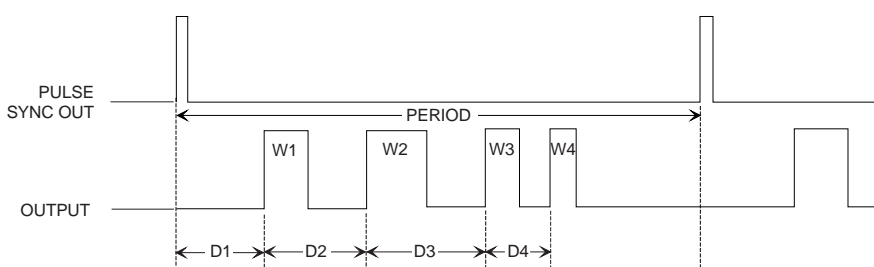 PULSE
SYNC OUT
PERIOD
W1 W2 W3 W4
OUTPUT
D1 D2 D3 D4